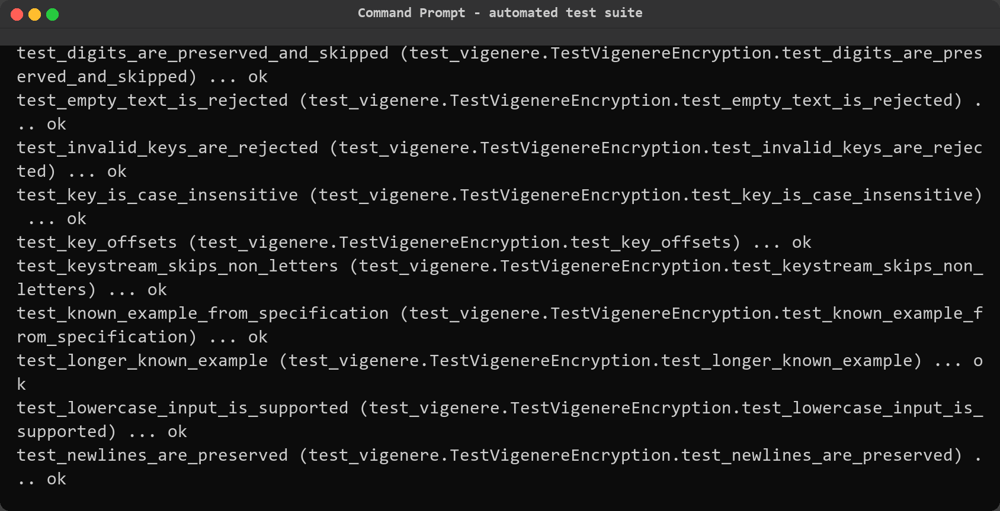 Command Prompt - automated test suite
test_digits_are_preserved_and_skipped (test_vigenere.TestVigenereEncryption.test_digits_are_pres
erved_and_skipped) ... ok
test_empty_text_is_rejected (test_vigenere.TestVigenereEncryption.test_empty_text_is_rejected) .
.. ok
test_invalid_keys_are_rejected (test_vigenere.TestVigenereEncryption.test_invalid_keys_are_rejec
ted) ... ok
test_key_is_case_insensitive (test_vigenere.TestVigenereEncryption.test_key_is_case_insensitive)
 ... ok
test_key_offsets (test_vigenere.TestVigenereEncryption.test_key_offsets) ... ok
test_keystream_skips_non_letters (test_vigenere.TestVigenereEncryption.test_keystream_skips_non_
letters) ... ok
test_known_example_from_specification (test_vigenere.TestVigenereEncryption.test_known_example_f
rom_specification) ... ok
test_longer_known_example (test_vigenere.TestVigenereEncryption.test_longer_known_example) ... o
k
test_lowercase_input_is_supported (test_vigenere.TestVigenereEncryption.test_lowercase_input_is_
supported) ... ok
test_newlines_are_preserved (test_vigenere.TestVigenereEncryption.test_newlines_are_preserved) .
.. ok